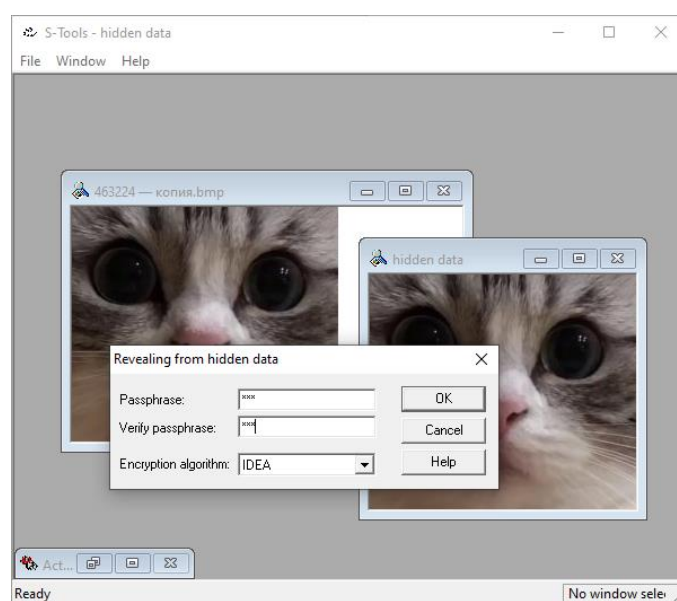 S-Tools - hidden data
File Window Help
463224 — копия.bmp
hidden data
Revealing from hidden data
Passphrase: ***
OK
Verify passphrase: ***
Cancel
Encryption algorithm: IDEA
Help
Act...
Ready
No window sele